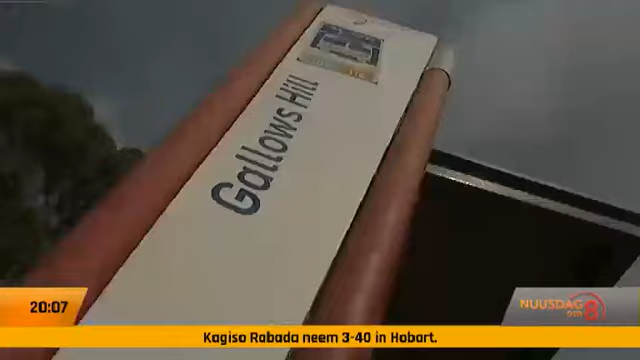 Gallows Hill
20:07
NUUSDAG
om 8
Kagiso Rabada neem 3-40 in Hobart.